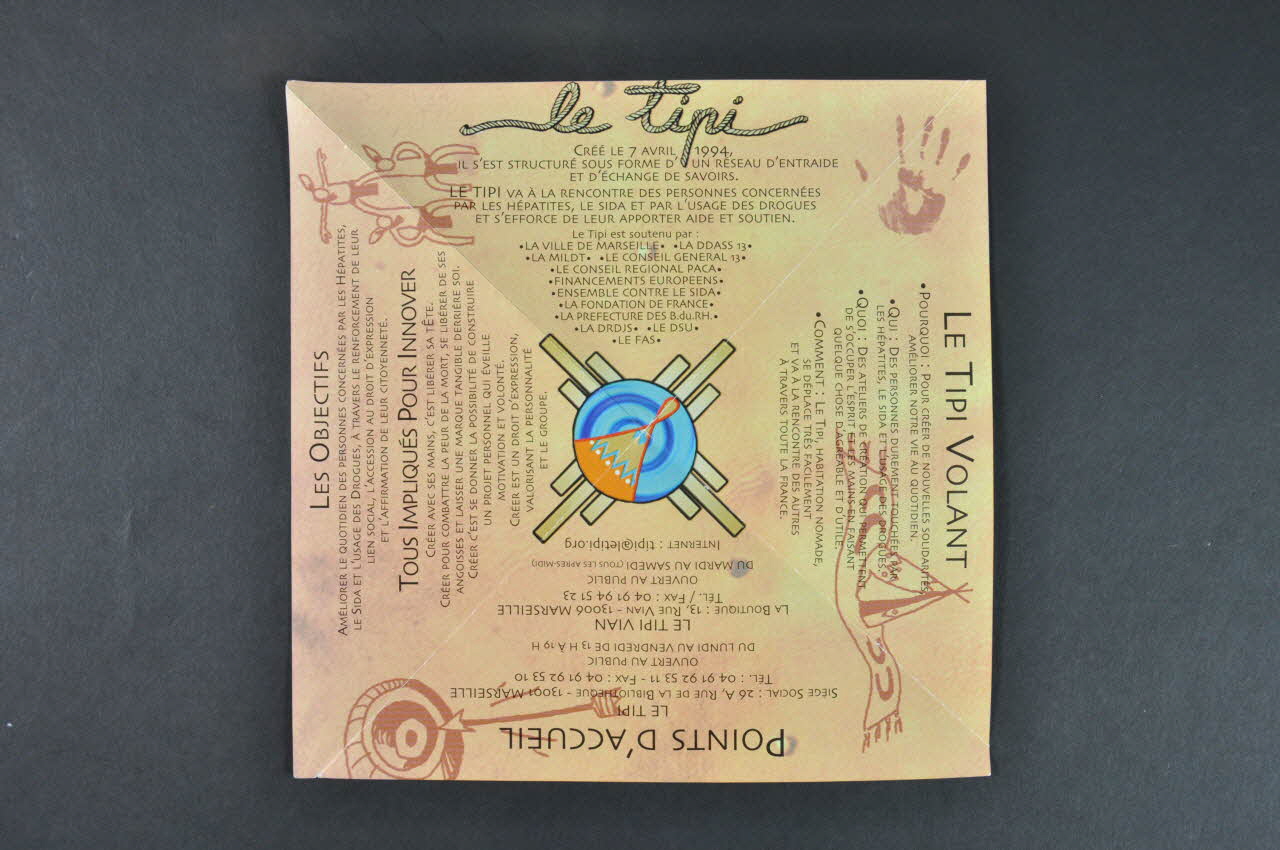 le tipi
CRÉÉ LE 7 AVRIL 1994,
IL S'EST STRUCTURÉ SOUS FORME D' UN RÉSEAU D'ENTRAIDE
ET D'ÉCHANGE DE SAVOIRS.
LE TIPI VA À LA RENCONTRE DES PERSONNES CONCERNÉES
PAR LES HÉPATITES, LE SIDA ET PAR L'USAGE DES DROGUES
ET S'EFFORCE DE LEUR APPORTER AIDE ET SOUTIEN.
Le Tipi est soutenu par :
•LA VILLE DE MARSEILLE• •LA DDASS 13•
•LA MILDT• •LE CONSEIL GENERAL 13•
•LE CONSEIL REGIONAL PACA•
•FINANCEMENTS EUROPEENS•
•ENSEMBLE CONTRE LE SIDA•
•LA FONDATION DE FRANCE•
•LA PREFECTURE DES B.du.RH.•
•LA DRDJS• •LE DSU•
•LE FAS•
LE TIPI VOLANT
•POURQUOI : POUR CRÉER DE NOUVELLES SOLIDARITÉS,
AMÉLIORER NOTRE VIE AU QUOTIDIEN.
•QUI : DES PERSONNES DUREMENT TOUCHÉES PAR
LES HÉPATITES, LE SIDA ET L'USAGE DES DROGUES.
•QUOI : DES ATELIERS DE CRÉATION QUI PERMETTENT
DE S'OCCUPER L'ESPRIT ET LES MAINS EN FAISANT
QUELQUE CHOSE D'AGRÉABLE ET D'UTILE.
•COMMENT : LE TIPI, HABITATION NOMADE,
SE DÉPLACE TRÈS FACILEMENT
ET VA À LA RENCONTRE DES AUTRES
À TRAVERS TOUTE LA FRANCE.
POINTS D'ACCUEIL
LE TIPI
SIÈGE SOCIAL : 26 A, RUE DE LA BIBLIOTHÈQUE - 13001 MARSEILLE
TÉL. : 04 91 92 53 11 - FAX : 04 91 92 53 10
OUVERT AU PUBLIC
DU LUNDI AU VENDREDI DE 13 H À 19 H
LE TIPI VIAN
LA BOUTIQUE : 13, RUE VIAN - 13006 MARSEILLE
TÉL. / FAX : 04 91 94 51 23
OUVERT AU PUBLIC
DU MARDI AU SAMEDI (TOUS LES APRES-MIDI)
INTERNET : tipi@letipi.org
LES OBJECTIFS
AMÉLIORER LE QUOTIDIEN DES PERSONNES CONCERNÉES PAR LES HÉPATITES,
LE SIDA ET L'USAGE DES DROGUES, À TRAVERS LE RENFORCEMENT DE LEUR
LIEN SOCIAL, L'ACCESSION AU DROIT D'EXPRESSION
ET L'AFFIRMATION DE LEUR CITOYENNETÉ.
TOUS IMPLIQUÉS POUR INNOVER
CRÉER AVEC SES MAINS, C'EST LIBÉRER SA TÊTE.
CRÉER POUR COMBATTRE LA PEUR DE LA MORT, SE LIBÉRER DE SES
ANGOISSES ET LAISSER UNE MARQUE TANGIBLE DERRIÈRE SOI.
CRÉER C'EST SE DONNER LA POSSIBILITÉ DE CONSTRUIRE
UN PROJET PERSONNEL QUI ÉVEILLE
MOTIVATION ET VOLONTÉ.
CRÉER EST UN DROIT D'EXPRESSION,
VALORISANT LA PERSONNALITÉ
ET LE GROUPE.